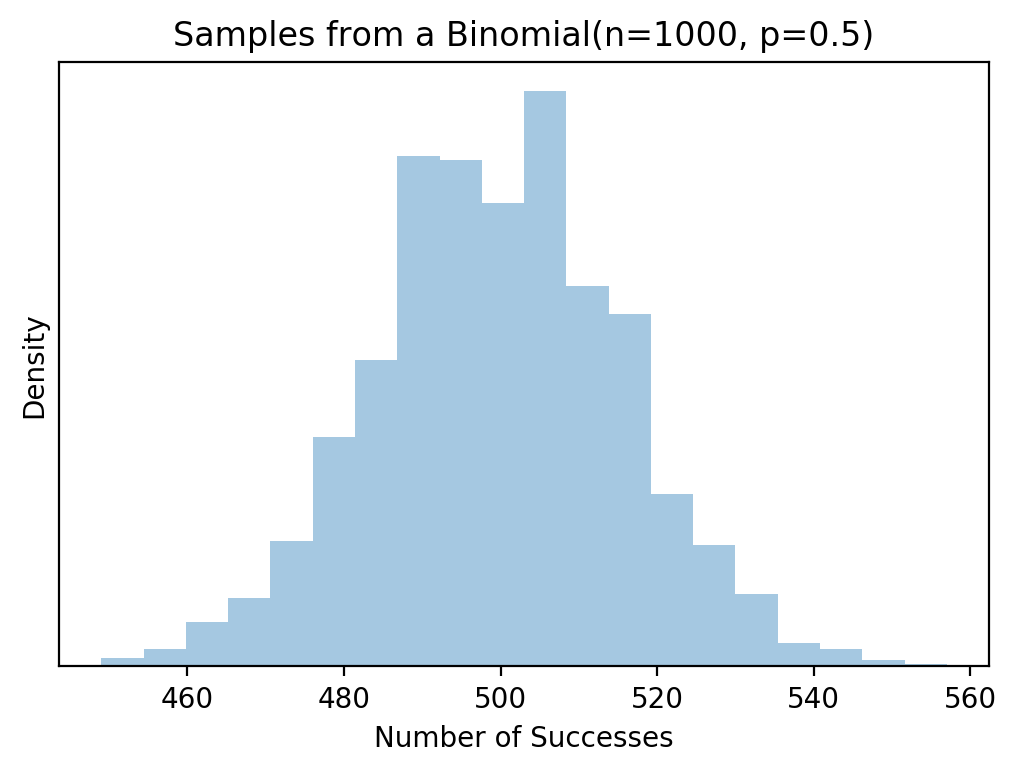 Samples from a Binomial(n=1000, p=0.5)
Density
460 480 500 520 540 560
Number of Successes